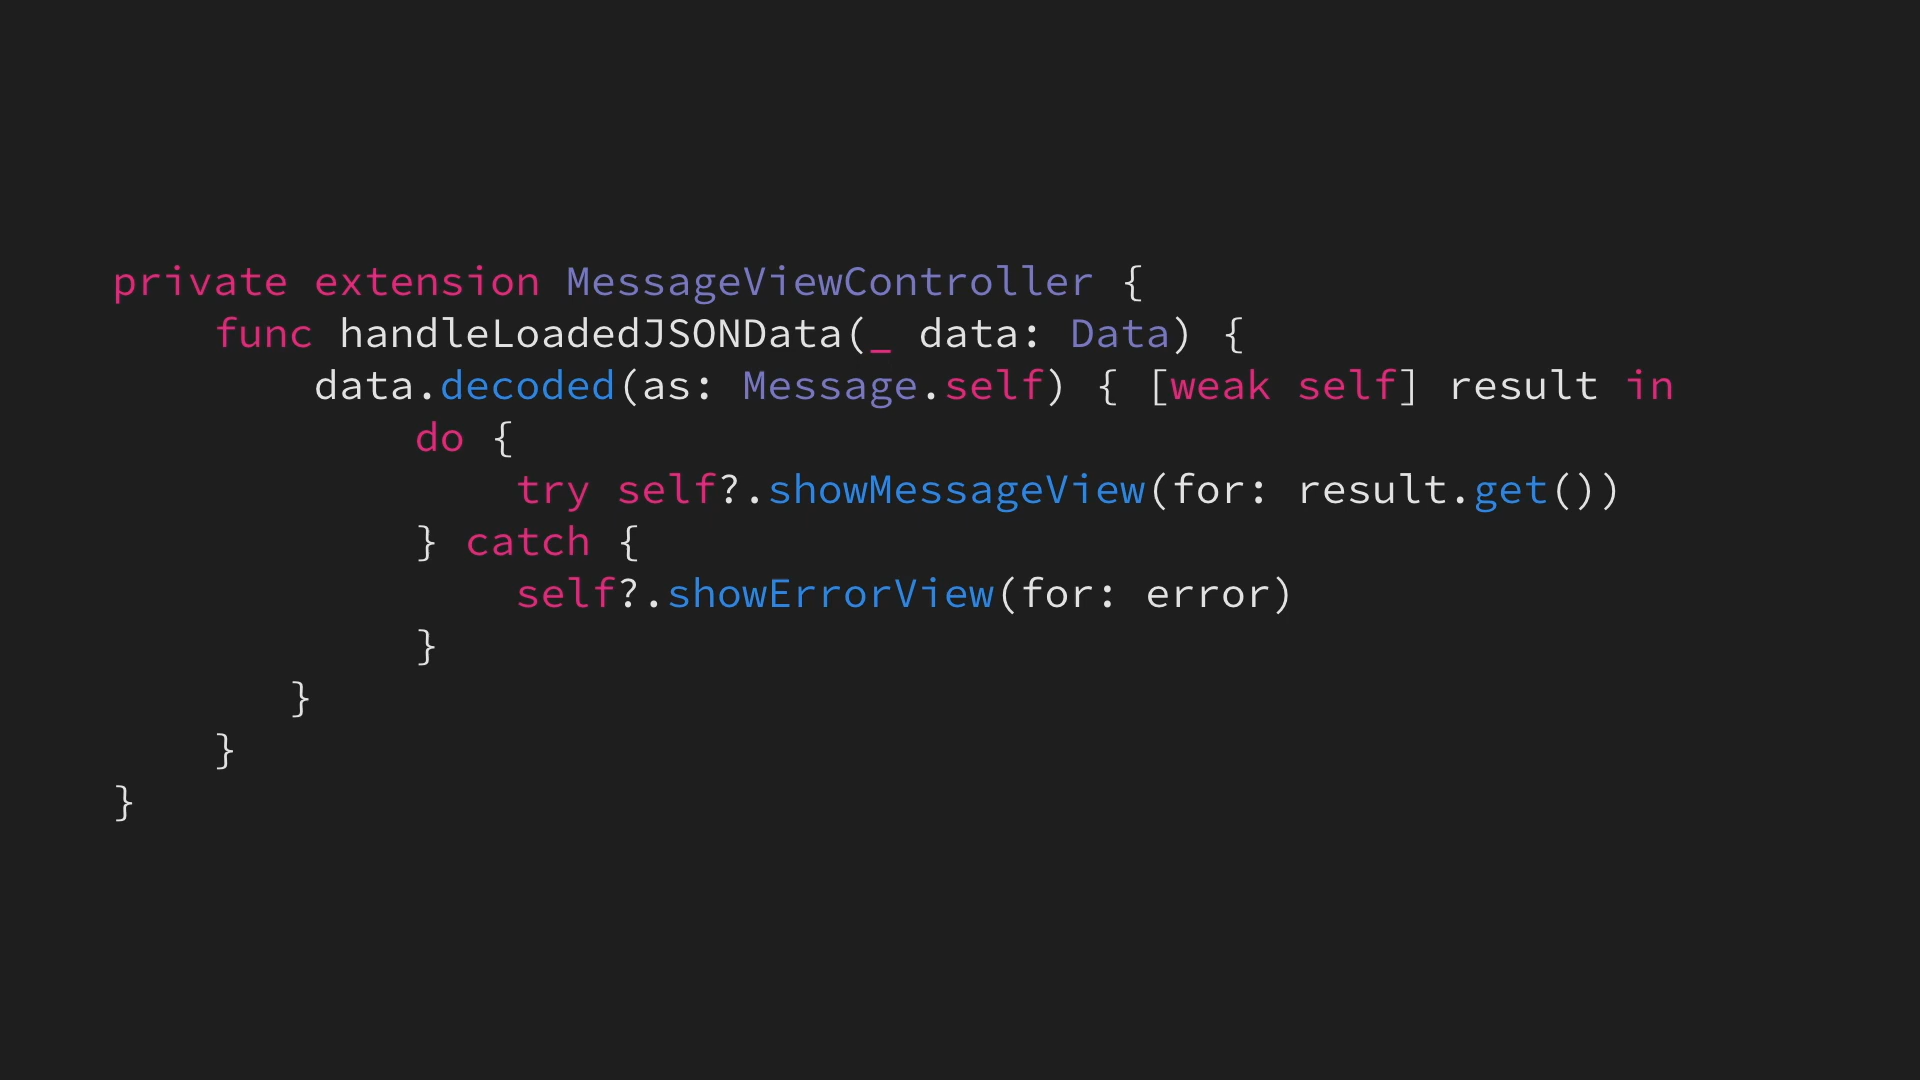 private extension MessageViewController {
    func handleLoadedJSONData(_ data: Data) {
        data.decoded(as: Message.self) { [weak self] result in
            do {
                try self?.showMessageView(for: result.get())
            } catch {
                self?.showErrorView(for: error)
            }
       }
    }
}